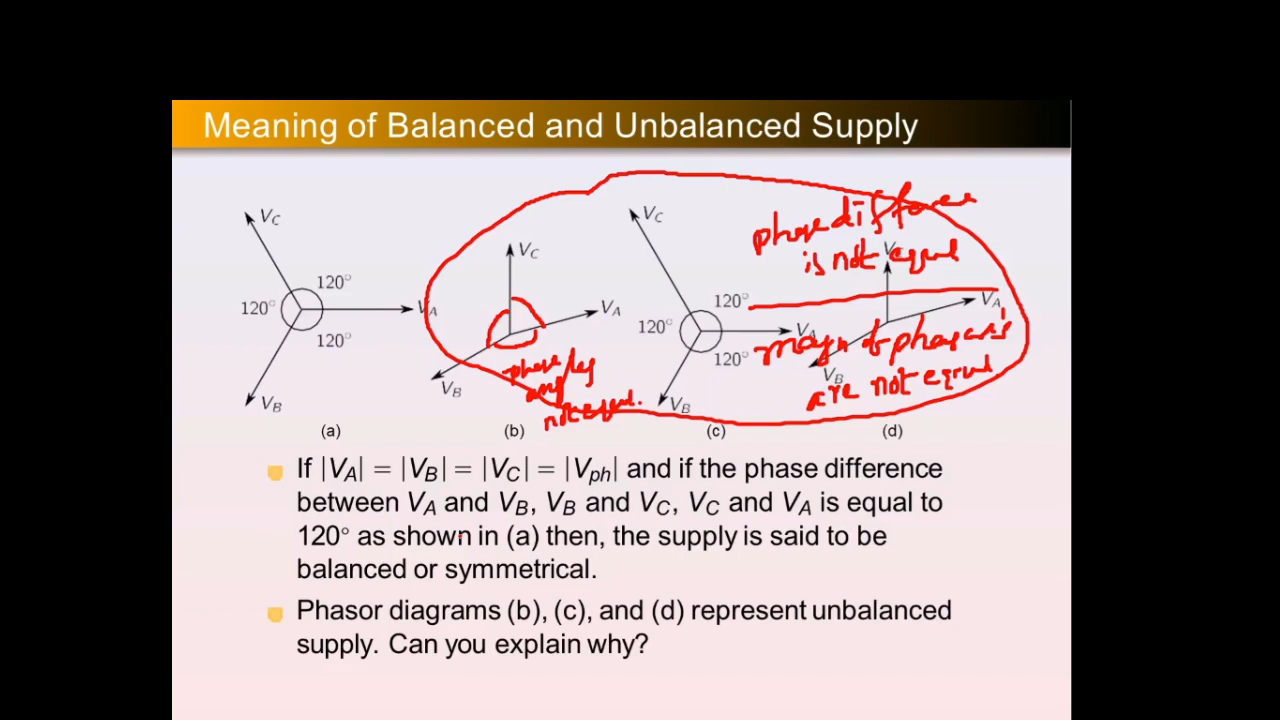 Meaning of Balanced and Unbalanced Supply
V_C
120°
120°
V_A
120°
V_B
(a)
V_C
V_A
V_B
phase
ang
not equal.
(b)
V_C
120°
120°
V_A
120°
V_B
(c)
phase difference
is not equal
V_A
magn of phasors
V_B
are not equal
(d)
If |V_A| = |V_B| = |V_C| = |V_ph| and if the phase difference
between V_A and V_B, V_B and V_C, V_C and V_A is equal to
120° as shown in (a) then, the supply is said to be
balanced or symmetrical.
Phasor diagrams (b), (c), and (d) represent unbalanced
supply. Can you explain why?